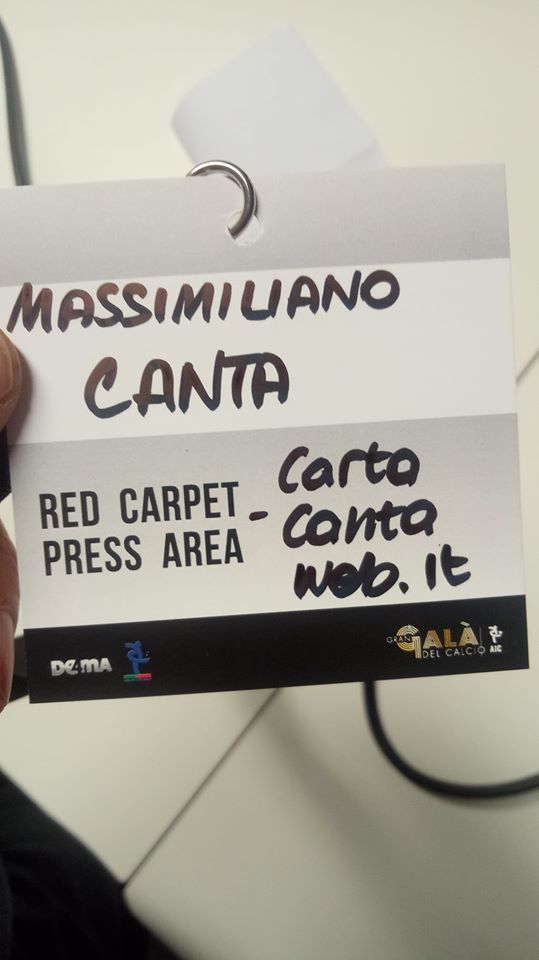 MASSIMILIANO
CANTA
RED CARPET - Carta
PRESS AREA canta
web.it
DE.MA
GRAN GALÀ
DEL CALCIO AIC